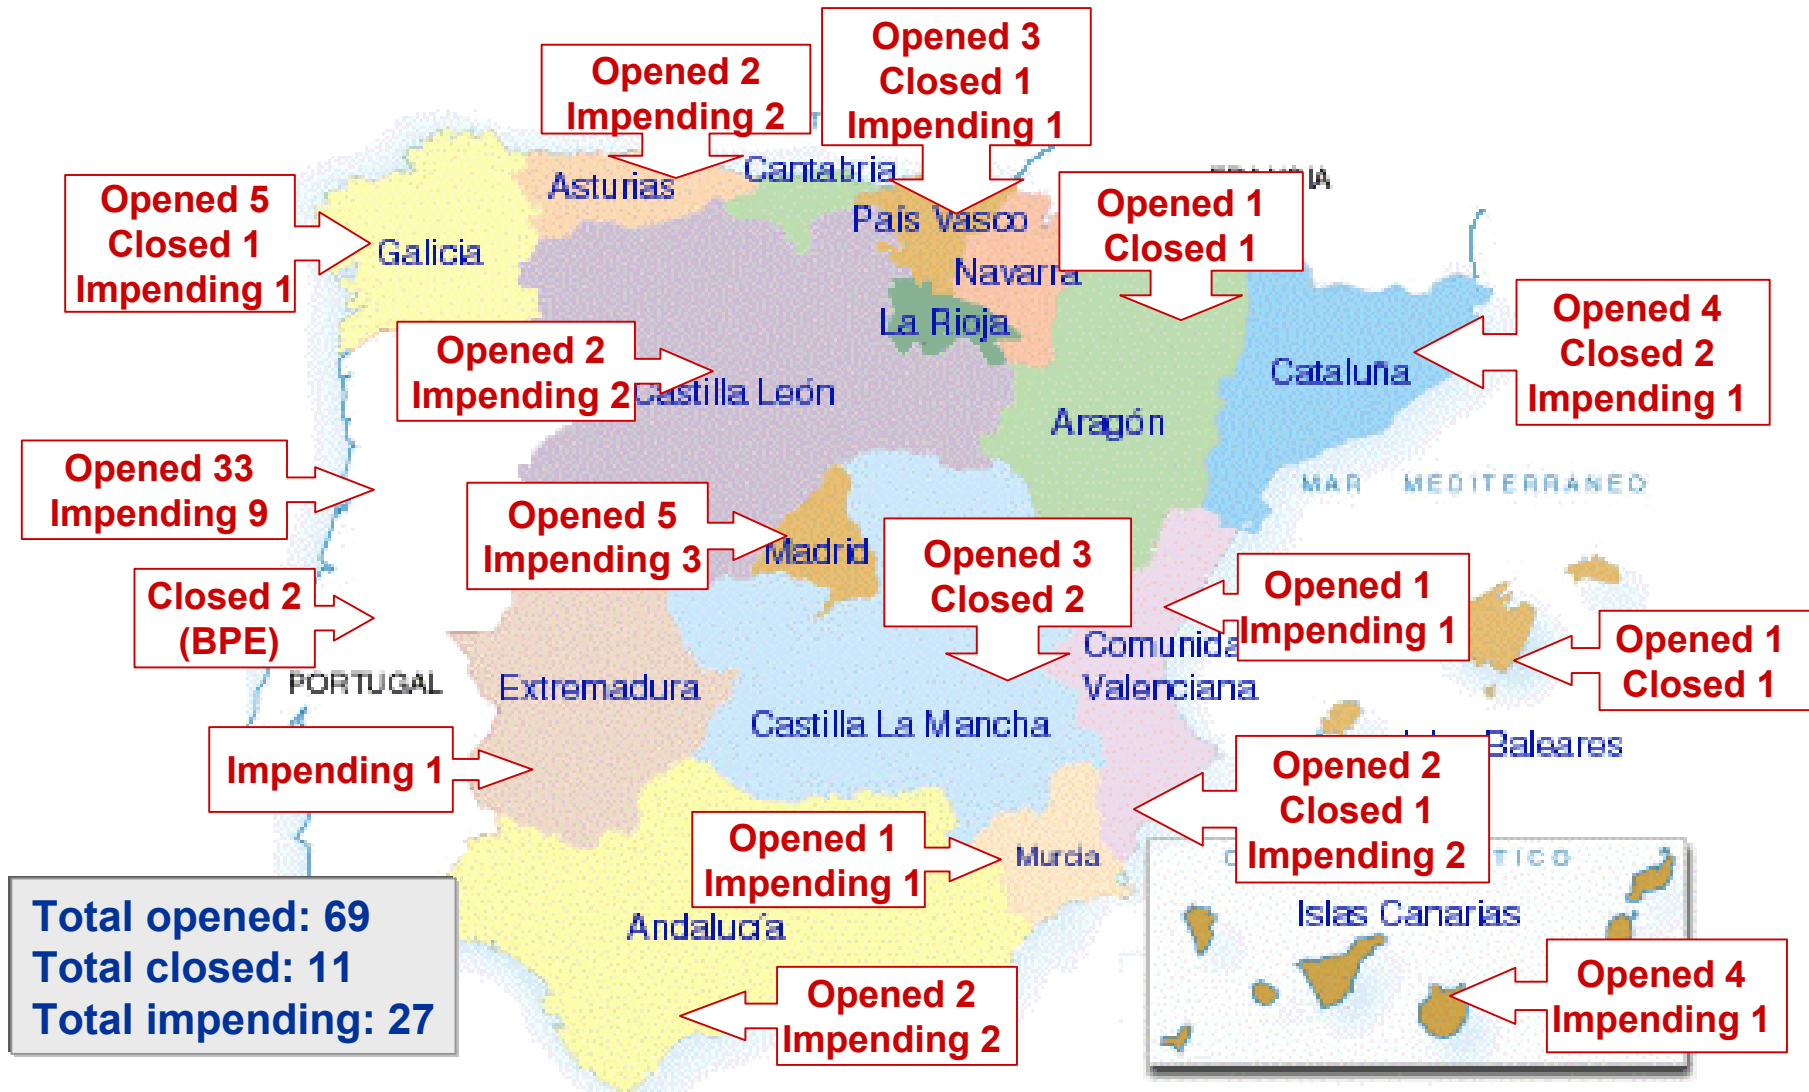 Opened 3
Closed 1
Impending 1
Opened 2
Impending 2
Cantabria
Asturias
Opened 5
Closed 1
Impending 1
Galicia
País Vasco
Navarra
La Rioja
Opened 1
Closed 1
Opened 4
Closed 2
Impending 1
Cataluña
Opened 2
Impending 2
Castilla León
Aragón
MAR MEDITERRANEO
Opened 33
Impending 9
Opened 5
Impending 3
Madrid
Opened 3
Closed 2
Closed 2
(BPE)
Opened 1
Impending 1
Opened 1
Closed 1
PORTUGAL
Extremadura
Comunida
Valenciana
Castilla La Mancha
Baleares
Impending 1
Opened 2
Closed 1
Impending 2
Opened 1
Impending 1
Murcia
Andalucía
TICO
Islas Canarias
Total opened: 69
Total closed: 11
Total impending: 27
Opened 2
Impending 2
Opened 4
Impending 1